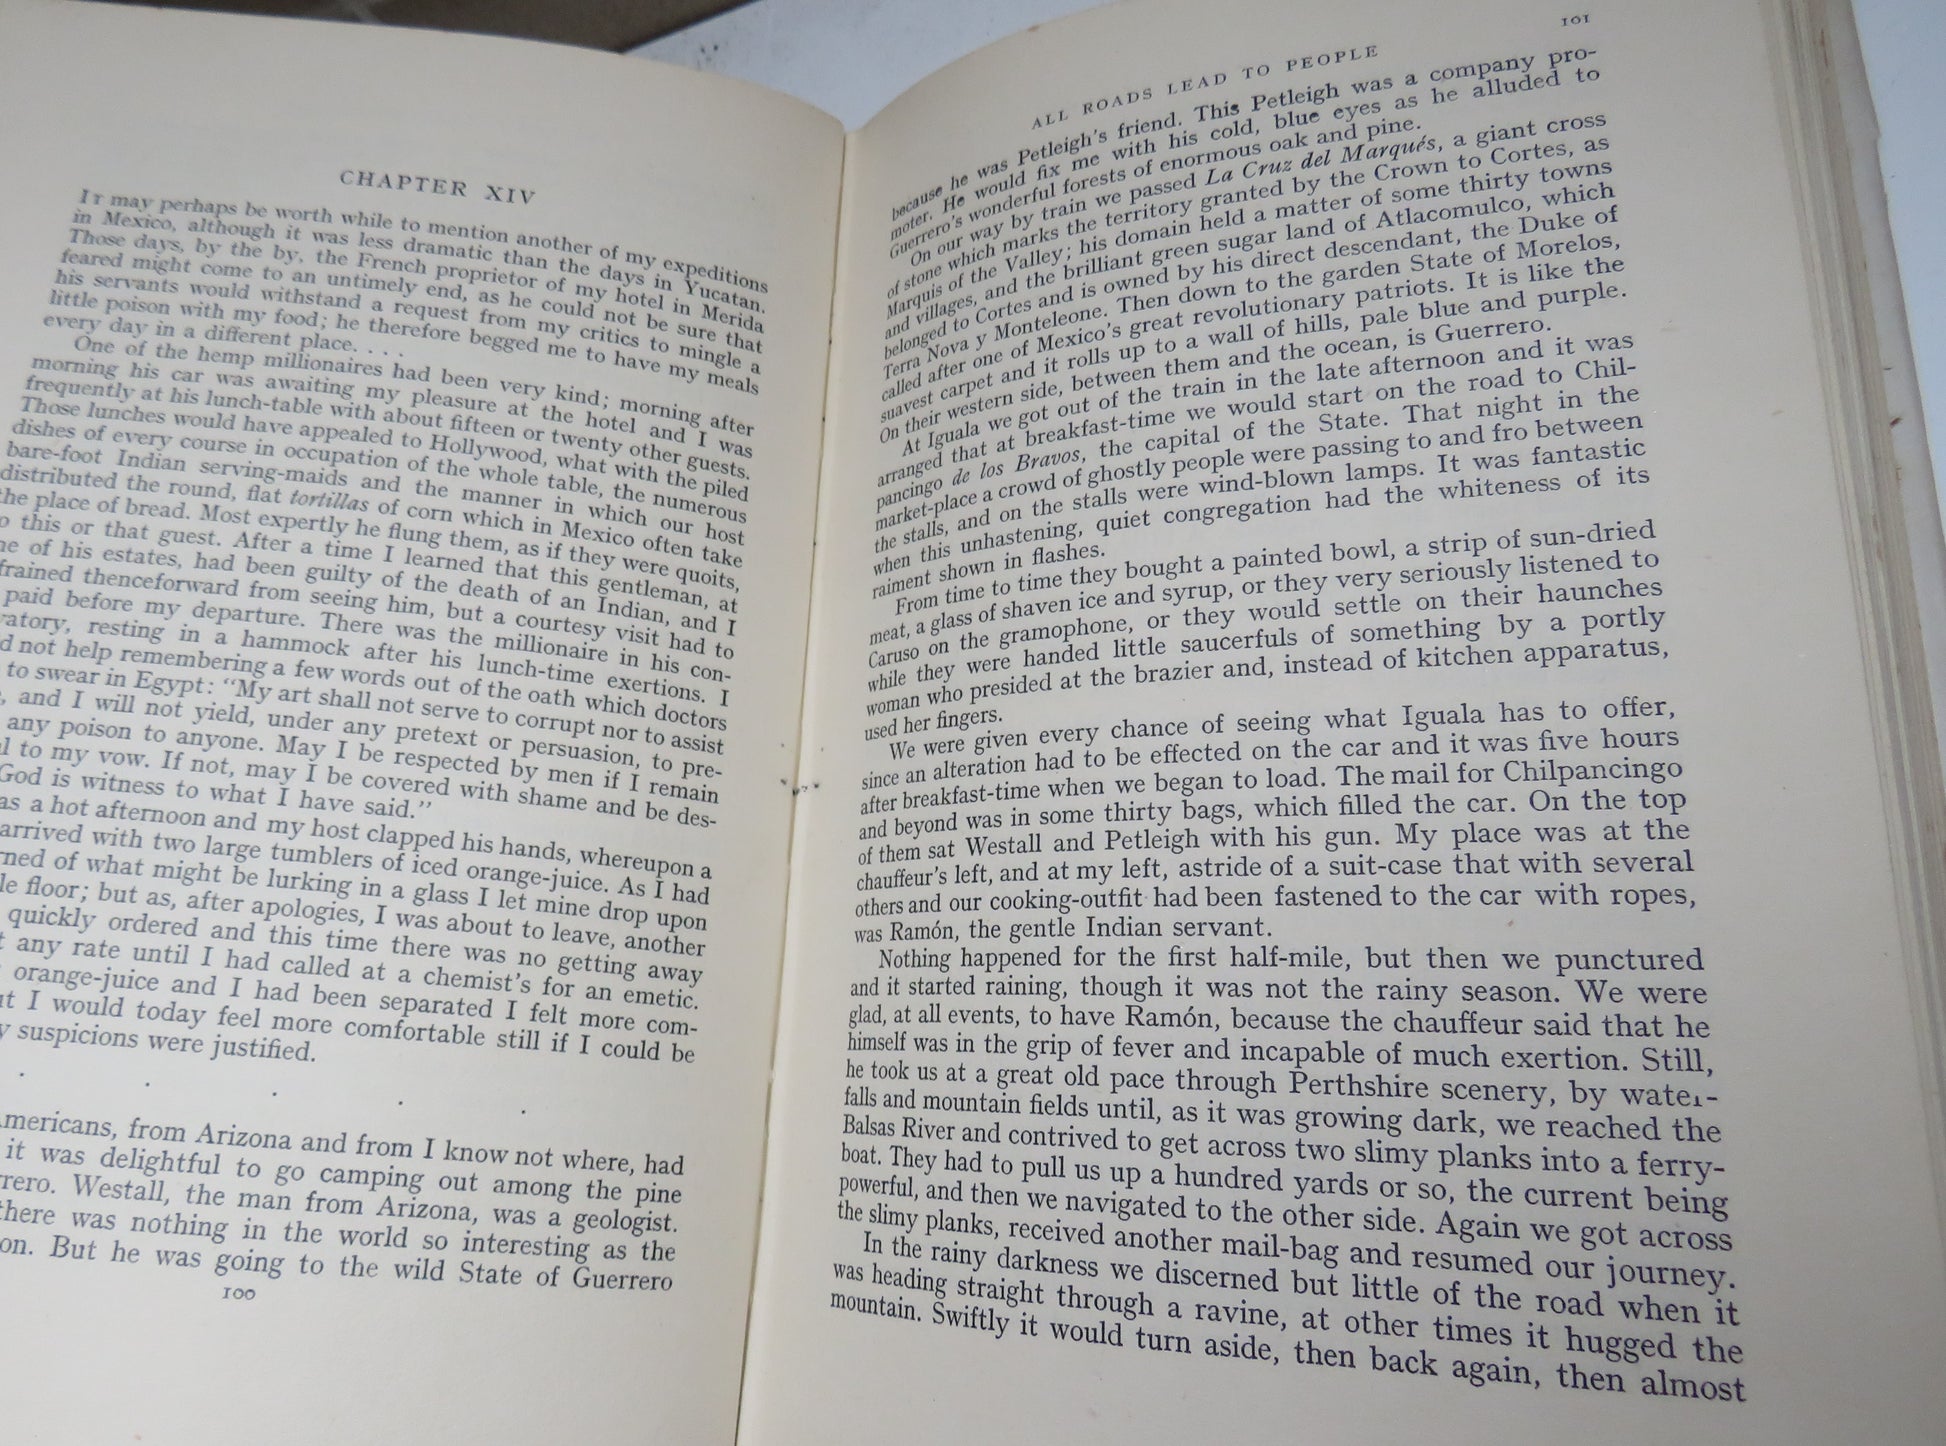 CHAPTER XIV
It may perhaps be worth while to mention another of my expeditions
in Mexico, although it was less dramatic than the days in Yucatan.
Those days, by the by, the French proprietor of my hotel in Merida
feared might come to an untimely end, as he could not be sure that
his servants would withstand a request from my critics to mingle a
little poison with my food; he therefore begged me to have my meals
every day in a different place. . . .
One of the hemp millionaires had been very kind; morning after
morning his car was awaiting my pleasure at the hotel and I was
frequently at his lunch-table with about fifteen or twenty other guests.
Those lunches would have appealed to Hollywood, what with the piled
dishes of every course in occupation of the whole table, the numerous
bare-foot Indian serving-maids and the manner in which our host
distributed the round, flat tortillas of corn which in Mexico often take
the place of bread. Most expertly he flung them, as if they were quoits,
this or that guest. After a time I learned that this gentleman, at
of his estates, had been guilty of the death of an Indian, and I
frained thenceforward from seeing him, but a courtesy visit had to
paid before my departure. There was the millionaire in his con-
vatory, resting in a hammock after his lunch-time exertions. I
not help remembering a few words out of the oath which doctors
to swear in Egypt: "My art shall not serve to corrupt nor to assist
, and I will not yield, under any pretext or persuasion, to pre-
any poison to anyone. May I be respected by men if I remain
l to my vow. If not, may I be covered with shame and be des-
God is witness to what I have said."
as a hot afternoon and my host clapped his hands, whereupon a
arrived with two large tumblers of iced orange-juice. As I had
rned of what might be lurking in a glass I let mine drop upon
le floor; but as, after apologies, I was about to leave, another
quickly ordered and this time there was no getting away
t any rate until I had called at a chemist's for an emetic.
orange-juice and I had been separated I felt more com-
ut I would today feel more comfortable still if I could be
y suspicions were justified.
. . . . .
mericans, from Arizona and from I know not where, had
it was delightful to go camping out among the pine
rrero. Westall, the man from Arizona, was a geologist.
there was nothing in the world so interesting as the
on. But he was going to the wild State of Guerrero
100
101
ALL ROADS LEAD TO PEOPLE
because he was Petleigh's friend. This Petleigh was a company pro-
moter. He would fix me with his cold, blue eyes as he alluded to
Guerrero's wonderful forests of enormous oak and pine.
On our way by train we passed La Cruz del Marqués, a giant cross
of stone which marks the territory granted by the Crown to Cortes, as
Marquis of the Valley; his domain held a matter of some thirty towns
and villages, and the brilliant green sugar land of Atlacomulco, which
belonged to Cortes and is owned by his direct descendant, the Duke of
Terra Nova y Monteleone. Then down to the garden State of Morelos,
called after one of Mexico's great revolutionary patriots. It is like the
suavest carpet and it rolls up to a wall of hills, pale blue and purple.
On their western side, between them and the ocean, is Guerrero.
At Iguala we got out of the train in the late afternoon and it was
arranged that at breakfast-time we would start on the road to Chil-
pancingo de los Bravos, the capital of the State. That night in the
market-place a crowd of ghostly people were passing to and fro between
the stalls, and on the stalls were wind-blown lamps. It was fantastic
when this unhastening, quiet congregation had the whiteness of its
raiment shown in flashes.
From time to time they bought a painted bowl, a strip of sun-dried
meat, a glass of shaven ice and syrup, or they very seriously listened to
Caruso on the gramophone, or they would settle on their haunches
while they were handed little saucerfuls of something by a portly
woman who presided at the brazier and, instead of kitchen apparatus,
used her fingers.
We were given every chance of seeing what Iguala has to offer,
since an alteration had to be effected on the car and it was five hours
after breakfast-time when we began to load. The mail for Chilpancingo
and beyond was in some thirty bags, which filled the car. On the top
of them sat Westall and Petleigh with his gun. My place was at the
chauffeur's left, and at my left, astride of a suit-case that with several
others and our cooking-outfit had been fastened to the car with ropes,
was Ramón, the gentle Indian servant.
Nothing happened for the first half-mile, but then we punctured
and it started raining, though it was not the rainy season. We were
glad, at all events, to have Ramón, because the chauffeur said that he
himself was in the grip of fever and incapable of much exertion. Still,
he took us at a great old pace through Perthshire scenery, by water-
falls and mountain fields until, as it was growing dark, we reached the
Balsas River and contrived to get across two slimy planks into a ferry-
boat. They had to pull us up a hundred yards or so, the current being
powerful, and then we navigated to the other side. Again we got across
the slimy planks, received another mail-bag and resumed our journey.
In the rainy darkness we discerned but little of the road when it
was heading straight through a ravine, at other times it hugged the
mountain. Swiftly it would turn aside, then back again, then almost